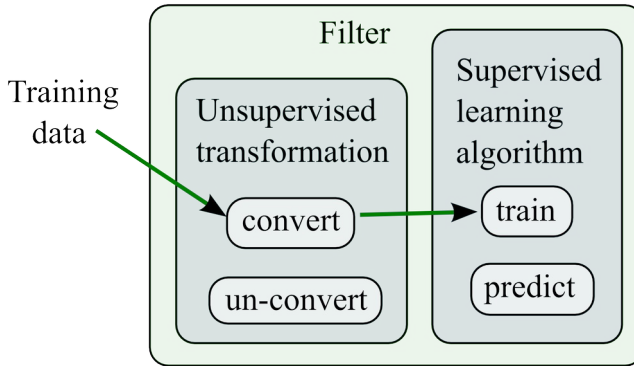 Filter
Training
data
Unsupervised
transformation
convert
un-convert
Supervised
learning
algorithm
train
predict